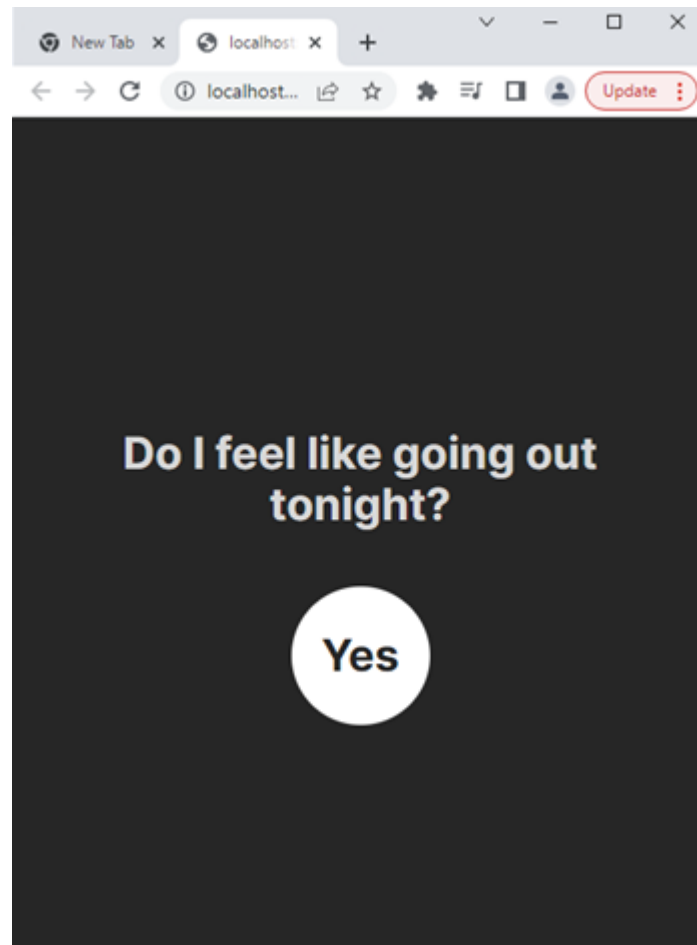 New Tab
localhost
localhost...
Update
Do I feel like going out
tonight?
Yes